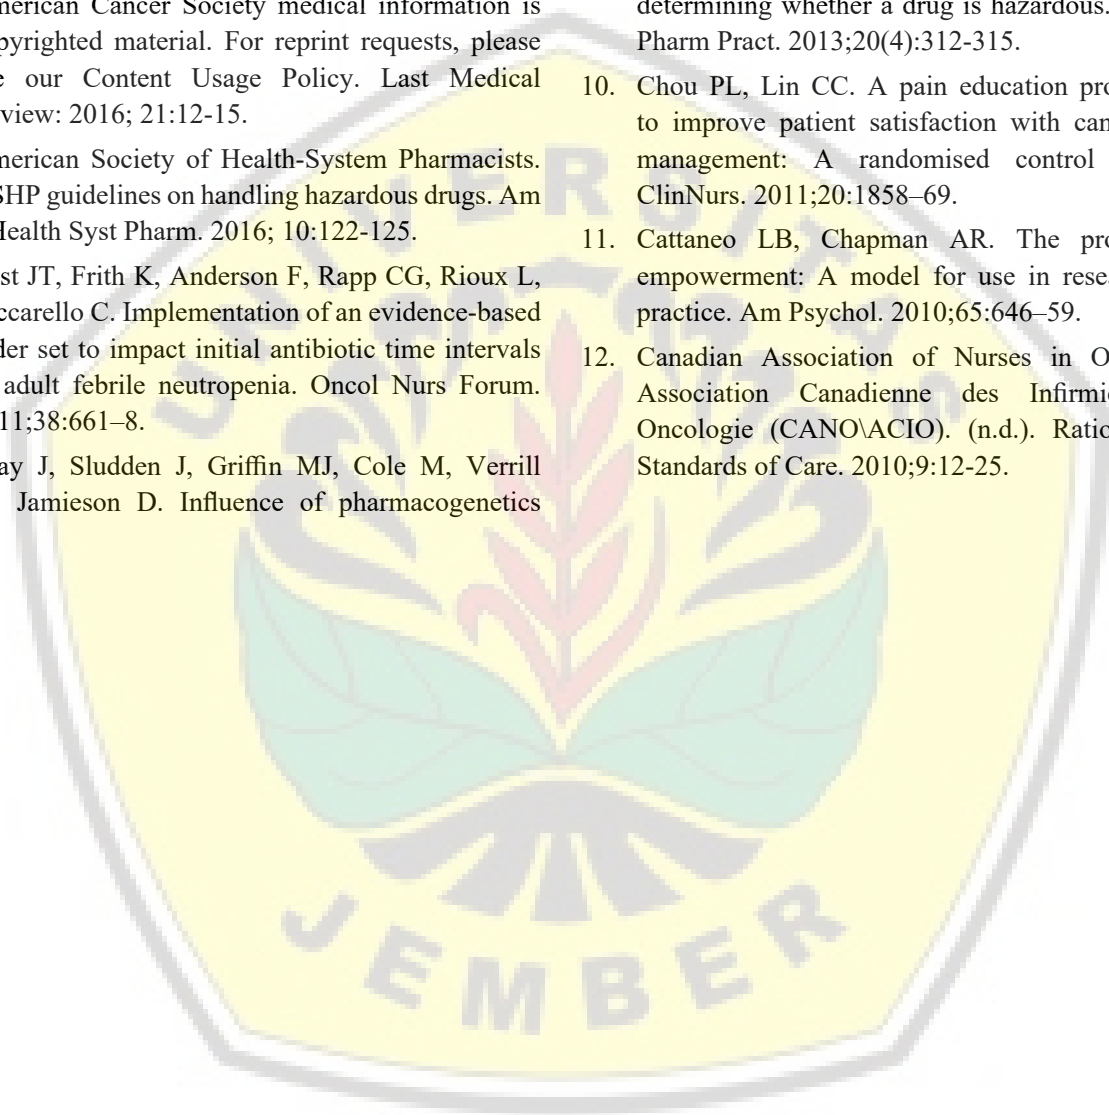 merican Cancer Society medical information is
pyrighted material. For reprint requests, please
e our Content Usage Policy. Last Medical
view: 2016; 21:12-15.
merican Society of Health-System Pharmacists.
SHP guidelines on handling hazardous drugs. Am
Health Syst Pharm. 2016; 10:122-125.
st JT, Frith K, Anderson F, Rapp CG, Rioux L,
ccarello C. Implementation of an evidence-based
der set to impact initial antibiotic time intervals
adult febrile neutropenia. Oncol Nurs Forum.
11;38:661–8.
ay J, Sludden J, Griffin MJ, Cole M, Verrill
Jamieson D. Influence of pharmacogenetics
determining whether a drug is hazardous.
Pharm Pract. 2013;20(4):312-315.
10. Chou PL, Lin CC. A pain education pro
to improve patient satisfaction with can
management: A randomised control
ClinNurs. 2011;20:1858–69.
11. Cattaneo LB, Chapman AR. The pro
empowerment: A model for use in resea
practice. Am Psychol. 2010;65:646–59.
12. Canadian Association of Nurses in O
Association Canadienne des Infirmi
Oncologie (CANO\ACIO). (n.d.). Ratio
Standards of Care. 2010;9:12-25.
UNIVERSITAS
JEMBER